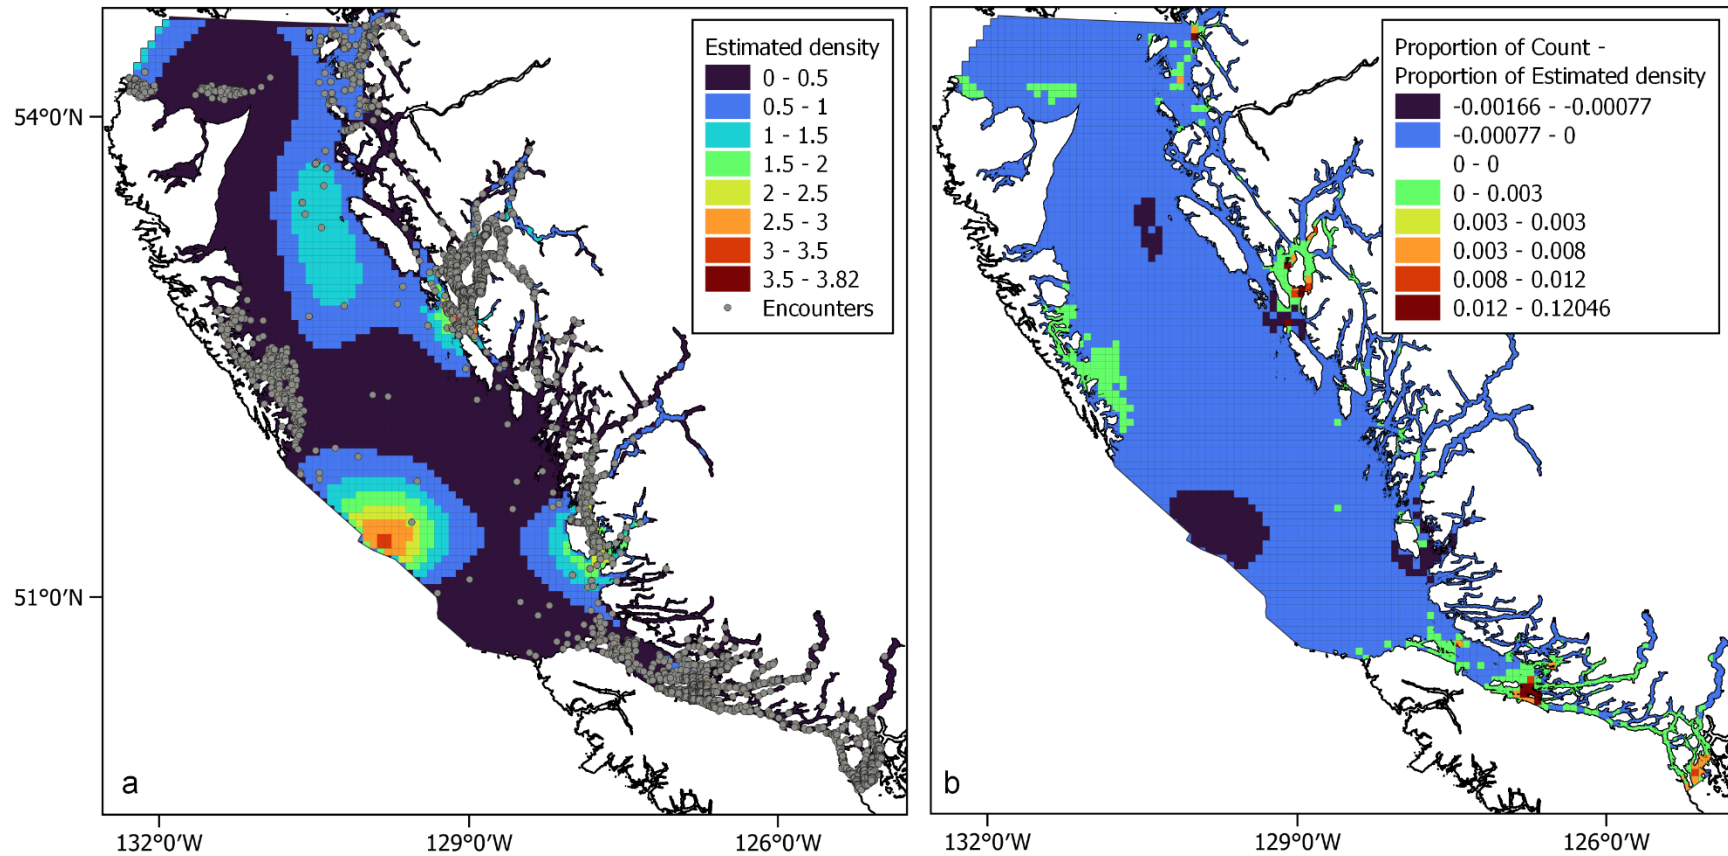 Estimated density
0 - 0.5
0.5 - 1
1 - 1.5
1.5 - 2
2 - 2.5
2.5 - 3
3 - 3.5
3.5 - 3.82
Encounters
54°0'N
51°0'N
a
132°0'W
129°0'W
126°0'W
Proportion of Count -
Proportion of Estimated density
-0.00166 - -0.00077
-0.00077 - 0
0 - 0
0 - 0.003
0.003 - 0.003
0.003 - 0.008
0.008 - 0.012
0.012 - 0.12046
b
132°0'W
129°0'W
126°0'W